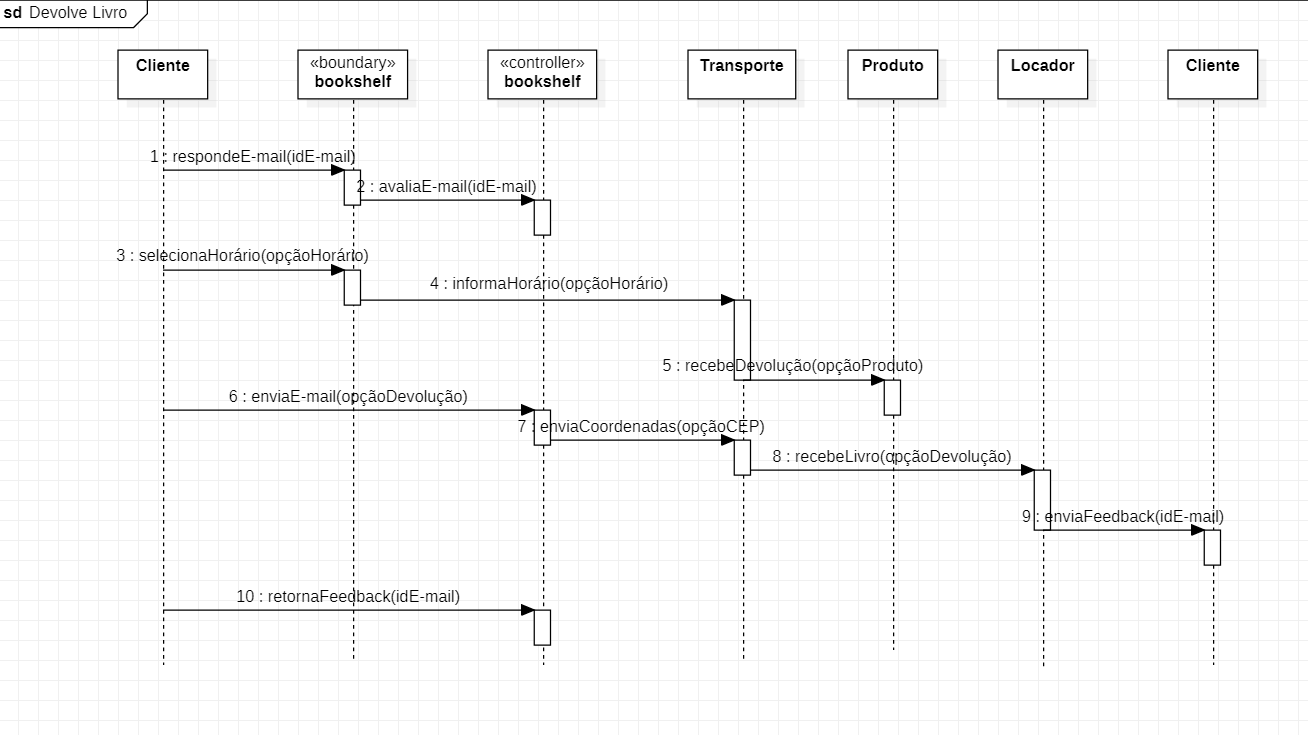 sd Devolve Livro
Cliente
«boundary»
bookshelf
«controller»
bookshelf
Transporte
Produto
Locador
Cliente
1 : respondeE-mail(idE-mail)
2 : avaliaE-mail(idE-mail)
3 : selecionaHorário(opçãoHorário)
4 : informaHorário(opçãoHorário)
5 : recebeDevolução(opçãoProduto)
6 : enviaE-mail(opçãoDevolução)
7 : enviaCoordenadas(opçãoCEP)
8 : recebeLivro(opçãoDevolução)
9 : enviaFeedback(idE-mail)
10 : retornaFeedback(idE-mail)